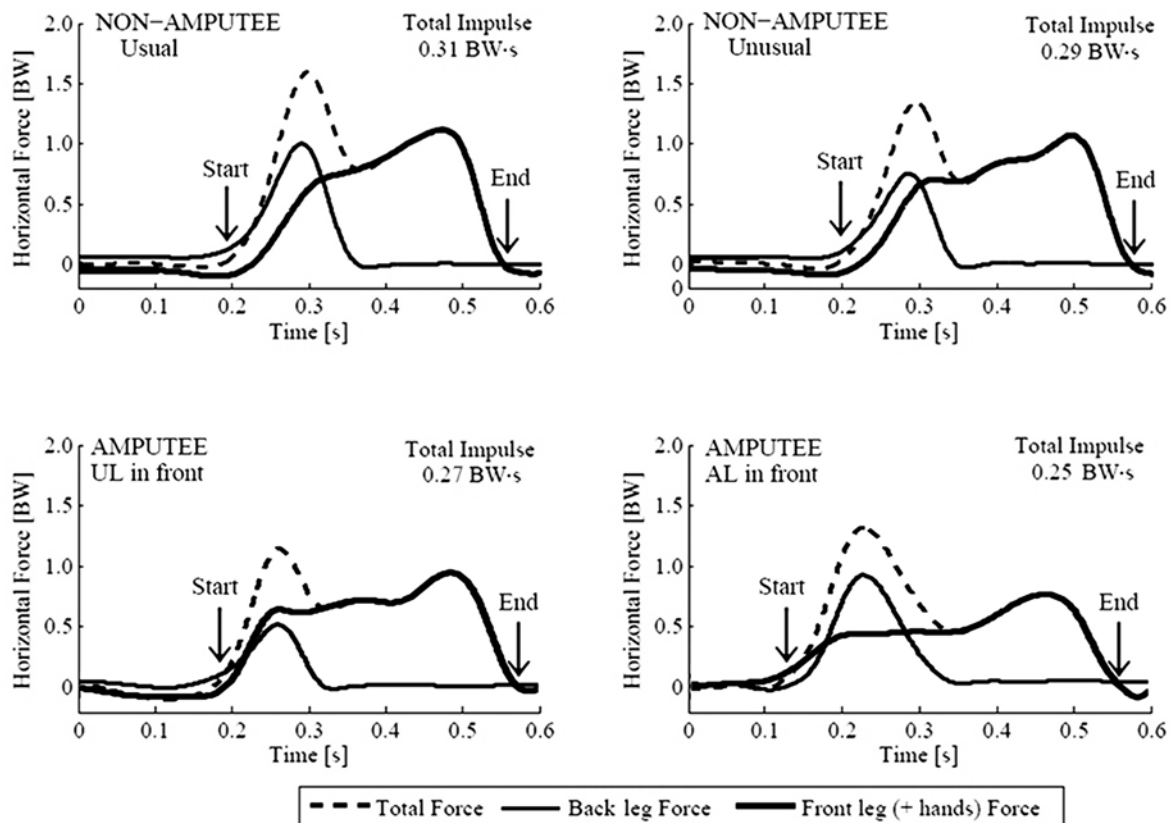 NON−AMPUTEE
Usual
Total Impulse
0.31 BW·s
Horizontal Force [BW]
2.0
1.5
1.0
0.5
0
0
0.1
0.2
0.3
0.4
0.5
0.6
Start
End
Time [s]
NON−AMPUTEE
Unusual
Total Impulse
0.29 BW·s
Horizontal Force [BW]
2.0
1.5
1.0
0.5
0
0
0.1
0.2
0.3
0.4
0.5
0.6
Start
End
Time [s]
AMPUTEE
UL in front
Total Impulse
0.27 BW·s
Horizontal Force [BW]
2.0
1.5
1.0
0.5
0
0
0.1
0.2
0.3
0.4
0.5
0.6
Start
End
Time [s]
AMPUTEE
AL in front
Total Impulse
0.25 BW·s
Horizontal Force [BW]
2.0
1.5
1.0
0.5
0
0
0.1
0.2
0.3
0.4
0.5
0.6
Start
End
Time [s]
Total Force Back leg Force Front leg (+ hands) Force